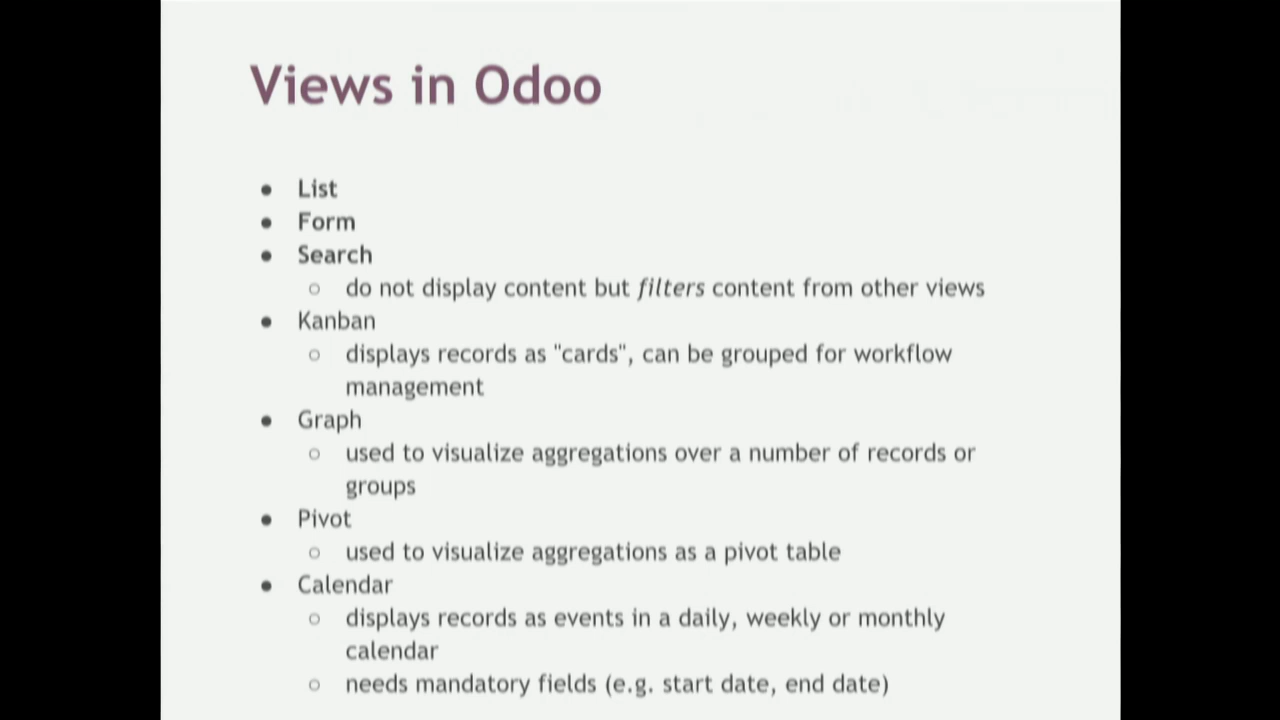 Views in Odoo
● List
● Form
● Search
○ do not display content but filters content from other views
● Kanban
○ displays records as "cards", can be grouped for workflow
management
● Graph
○ used to visualize aggregations over a number of records or
groups
● Pivot
○ used to visualize aggregations as a pivot table
● Calendar
○ displays records as events in a daily, weekly or monthly
calendar
○ needs mandatory fields (e.g. start date, end date)